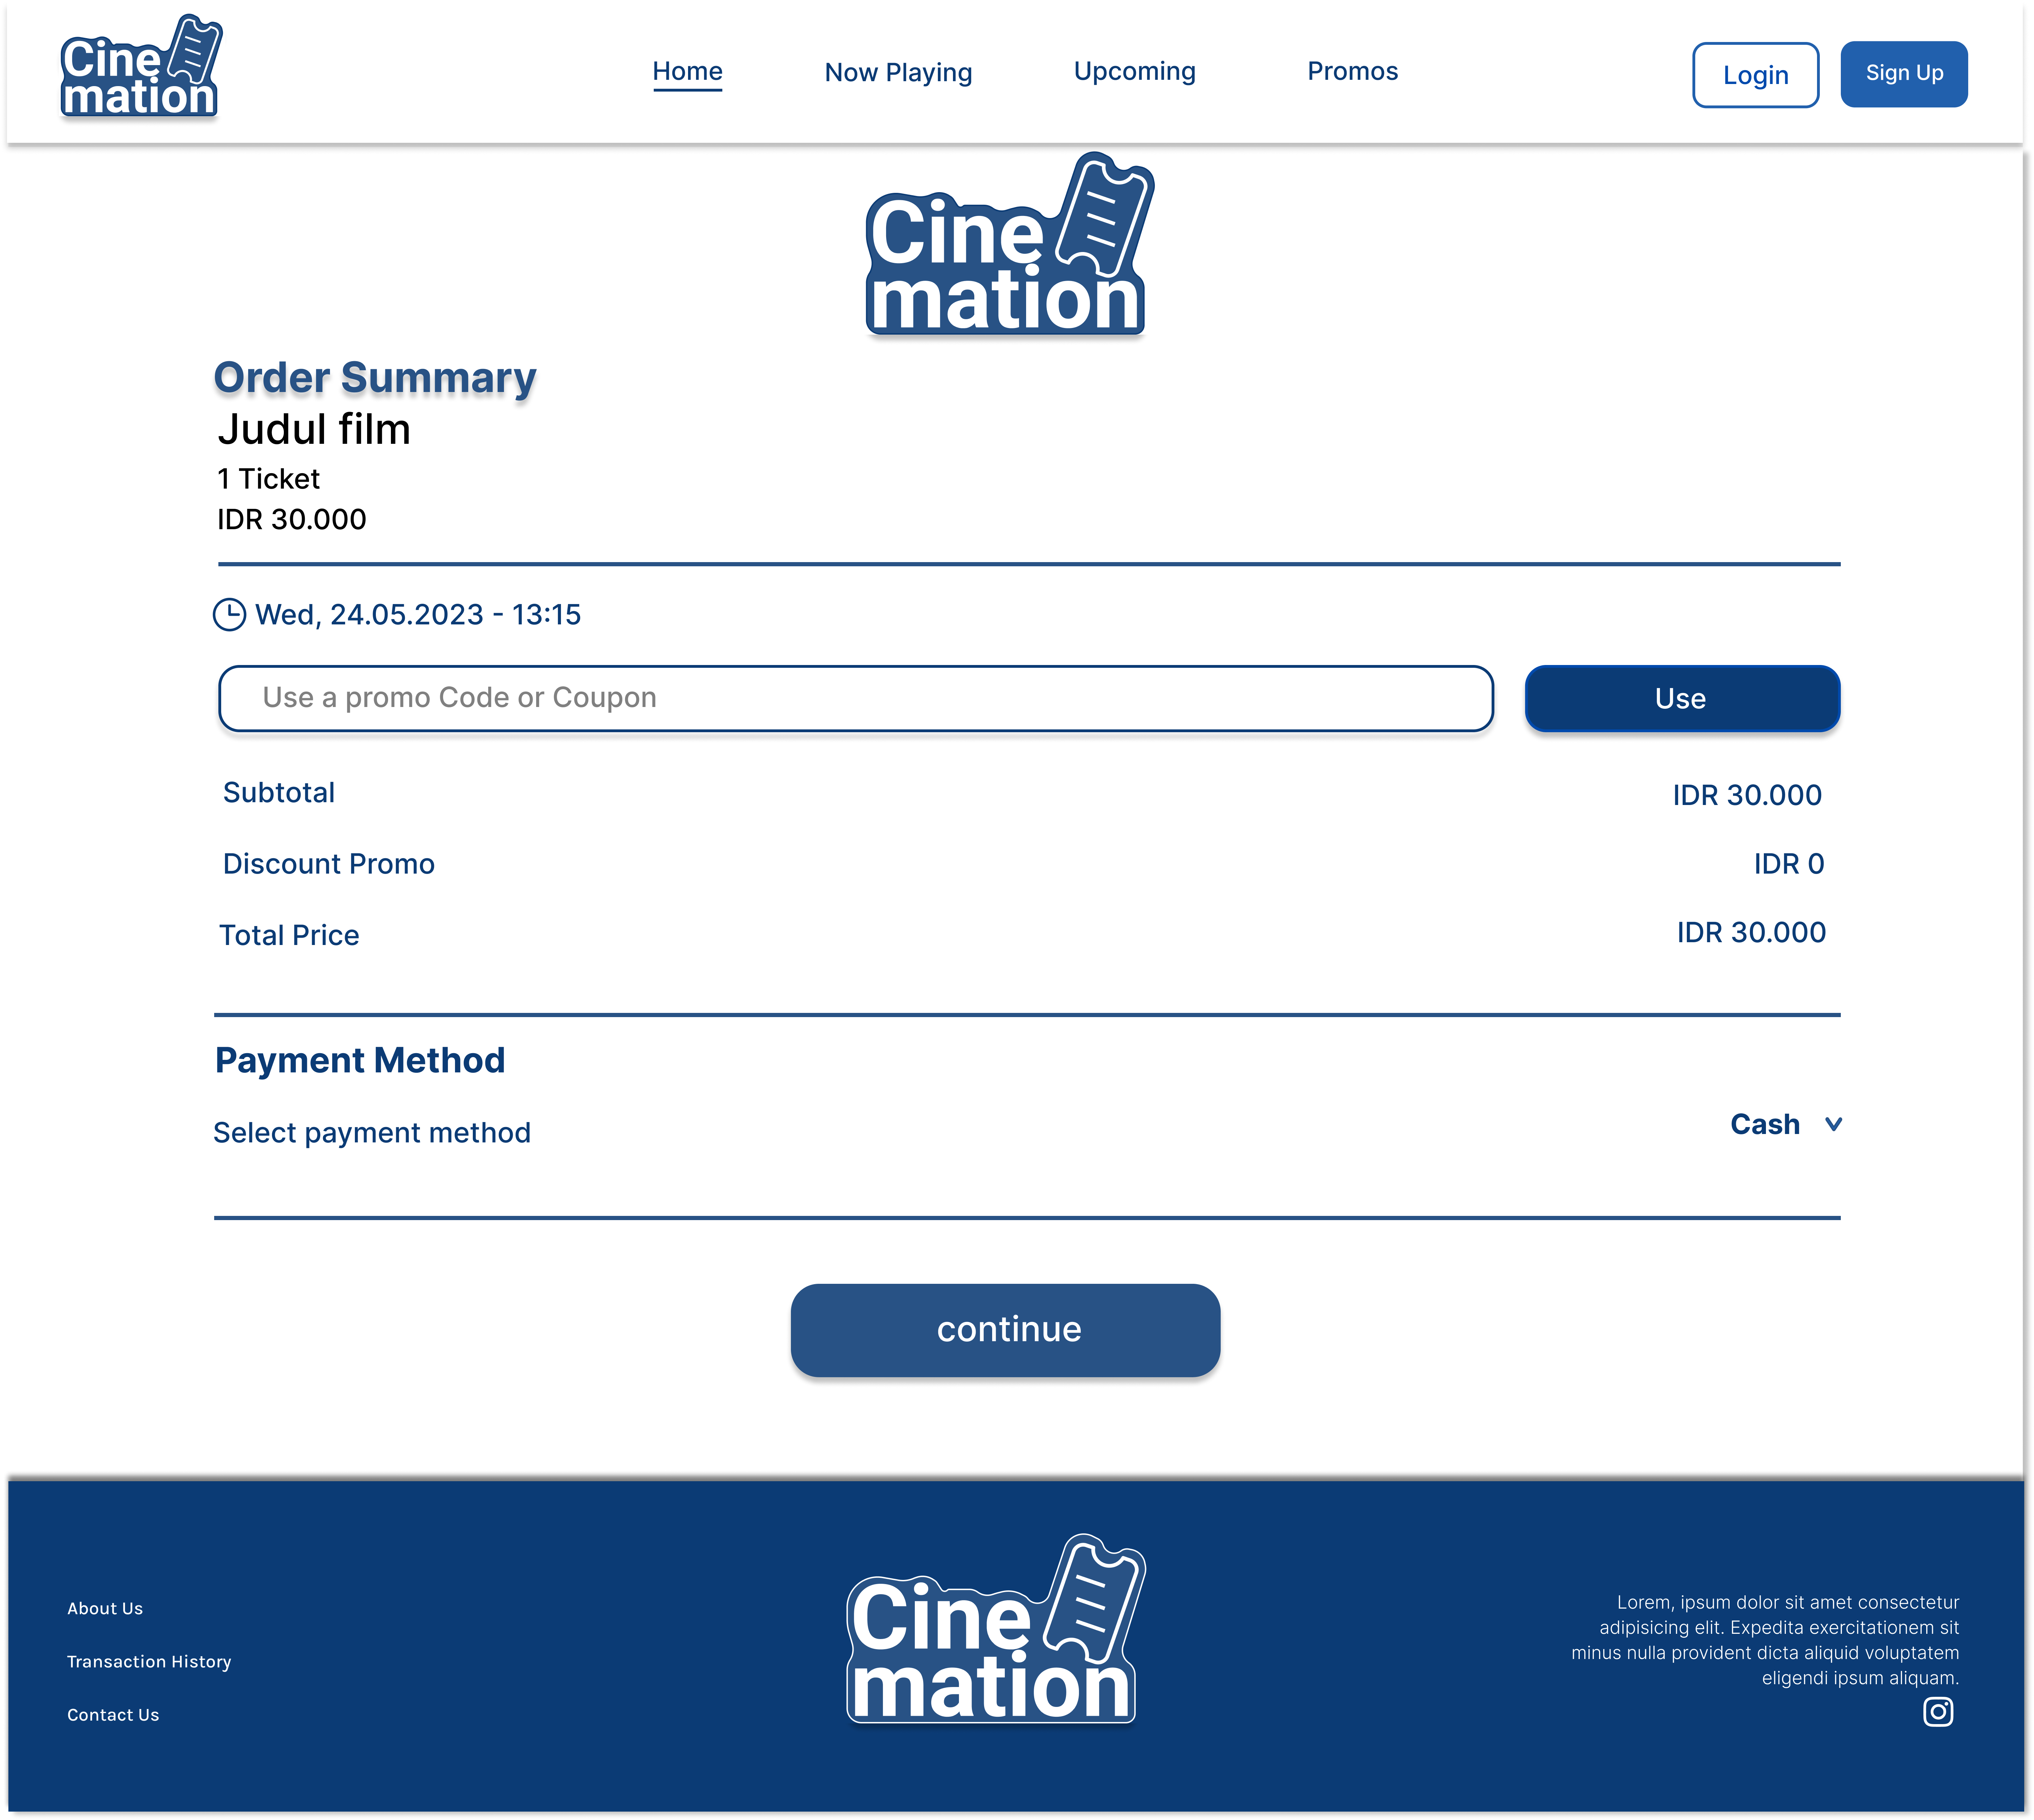 Cine
mation
Home
Now Playing
Upcoming
Promos
Login
Sign Up
Cine
mation
Order Summary
Judul film
1 Ticket
IDR 30.000
Wed, 24.05.2023 - 13:15
Use a promo Code or Coupon
Use
Subtotal
IDR 30.000
Discount Promo
IDR 0
Total Price
IDR 30.000
Payment Method
Select payment method
Cash
continue
About Us
Transaction History
Contact Us
Cine
mation
Lorem, ipsum dolor sit amet consectetur
adipisicing elit. Expedita exercitationem sit
minus nulla provident dicta aliquid voluptatem
eligendi ipsum aliquam.